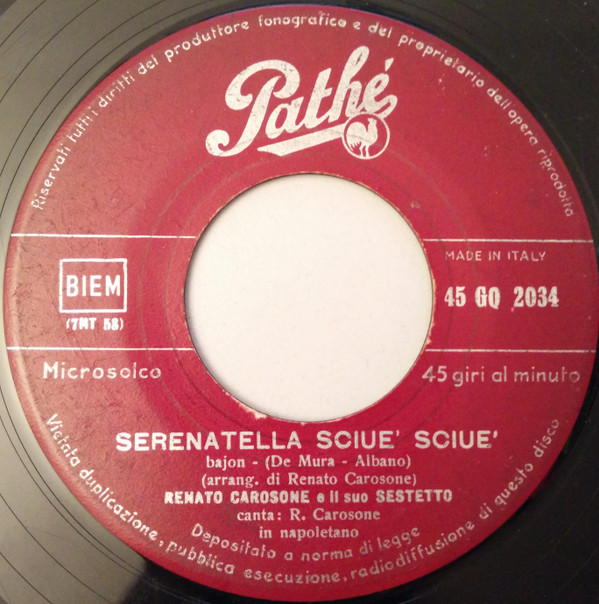 Riservati tutti i diritti del produttore fonografico e del proprietario dell'opera riprodotta
Pathé
BIEM
(7MT 58)
MADE IN ITALY
45 GQ 2034
Microsolco
45 giri al minuto
SERENATELLA SCIUE' SCIUE'
bajon - (De Mura - Albano)
(arrang. di Renato Carosone)
RENATO CAROSONE e il suo SESTETTO
canta: R. Carosone
in napoletano
Depositato a norma di legge
Vietata duplicazione, pubblica esecuzione, radiodiffusione di questo disco